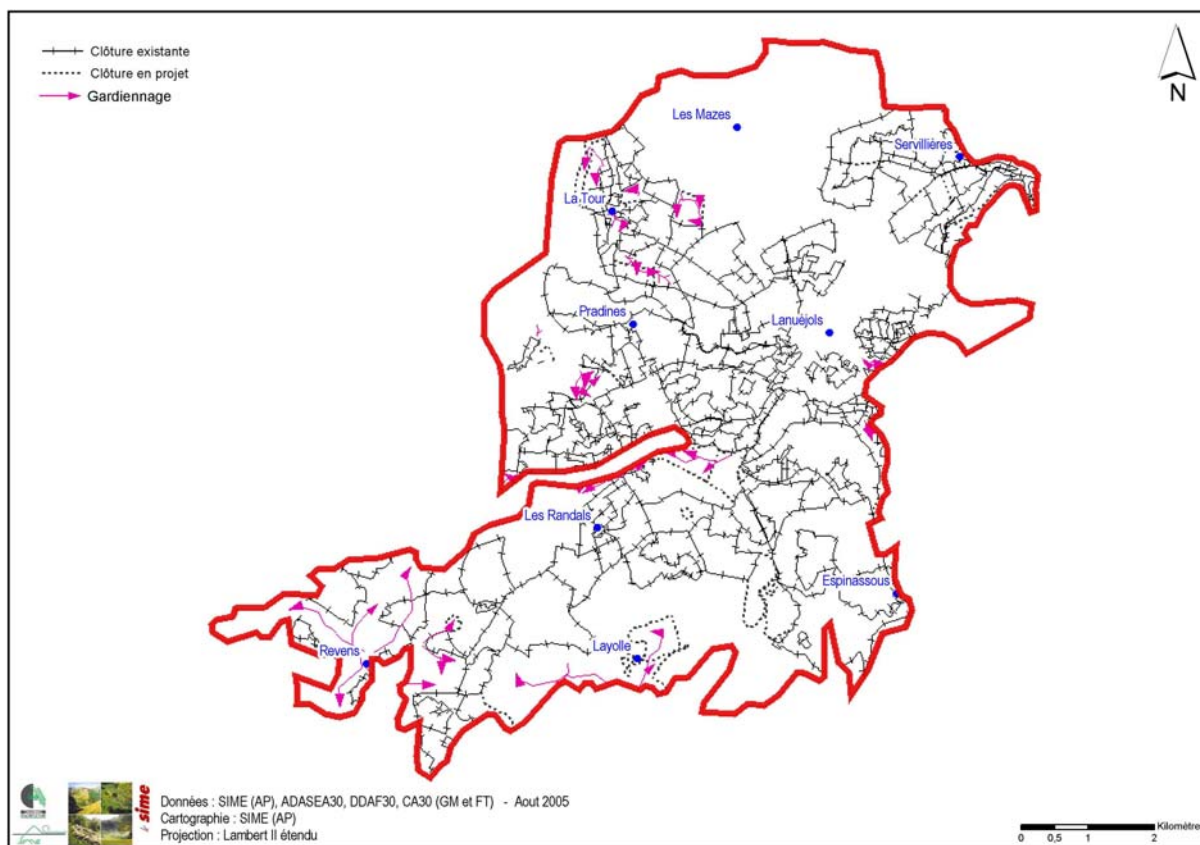 Clôture existante
Clôture en projet
Gardiennage
N
Les Mazes
Servillières
La Tour
Pradines
Lanuéjols
Les Randals
Espinassous
Revens
Layolle
sime
Données : SIME (AP), ADASEA30, DDAF30, CA30 (GM et FT) - Aout 2005
Cartographie : SIME (AP)
Projection : Lambert II étendu
Kilomètre
0 0,5 1 2